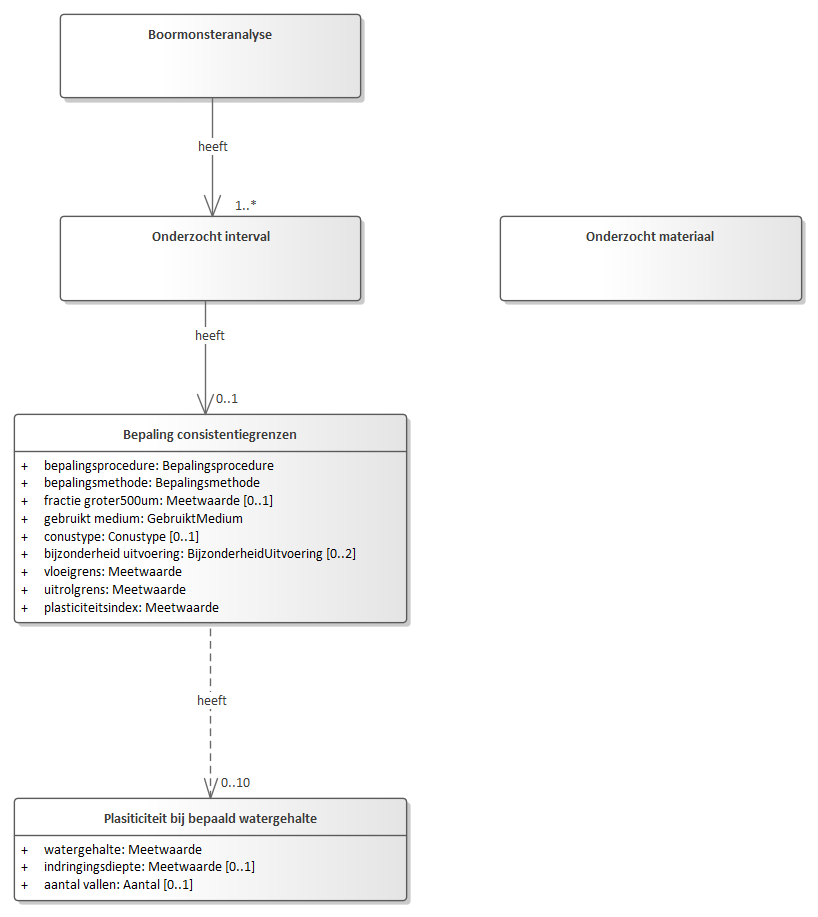 Boormonsteranalyse
heeft
1..*
Onderzocht interval
Onderzocht materiaal
heeft
0..1
Bepaling consistentiegrenzen
+ bepalingsprocedure: Bepalingsprocedure
+ bepalingsmethode: Bepalingsmethode
+ fractie groter500um: Meetwaarde [0..1]
+ gebruikt medium: GebruiktMedium
+ conustype: Conustype [0..1]
+ bijzonderheid uitvoering: BijzonderheidUitvoering [0..2]
+ vloeigrens: Meetwaarde
+ uitrolgrens: Meetwaarde
+ plasticiteitsindex: Meetwaarde
heeft
0..10
Plasiticiteit bij bepaald watergehalte
+ watergehalte: Meetwaarde
+ indringingsdiepte: Meetwaarde [0..1]
+ aantal vallen: Aantal [0..1]